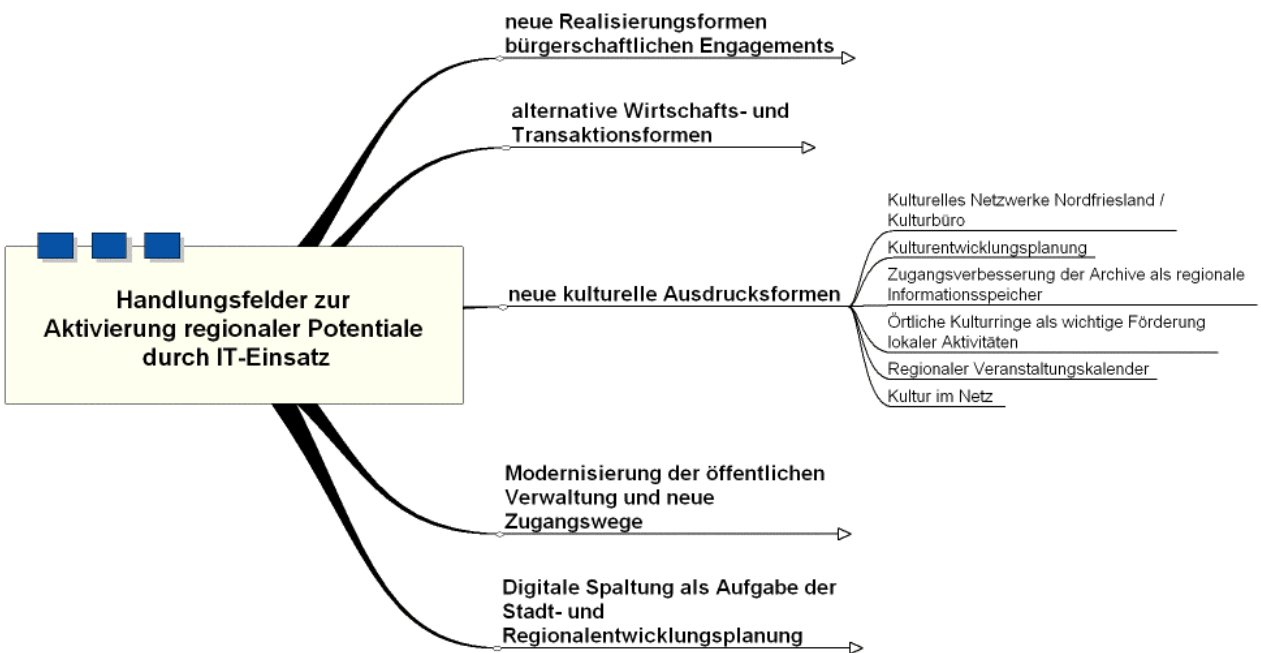 neue Realisierungsformen
bürgerschaftlichen Engagements
alternative Wirtschafts- und
Transaktionsformen
Handlungsfelder zur
Aktivierung regionaler Potentiale
durch IT-Einsatz
neue kulturelle Ausdrucksformen
Kulturelles Netzwerke Nordfriesland /
Kulturbüro
Kulturentwicklungsplanung
Zugangsverbesserung der Archive als regionale
Informationsspeicher
Örtliche Kulturringe als wichtige Förderung
lokaler Aktivitäten
Regionaler Veranstaltungskalender
Kultur im Netz
Modernisierung der öffentlichen
Verwaltung und neue
Zugangswege
Digitale Spaltung als Aufgabe der
Stadt- und
Regionalentwicklungsplanung